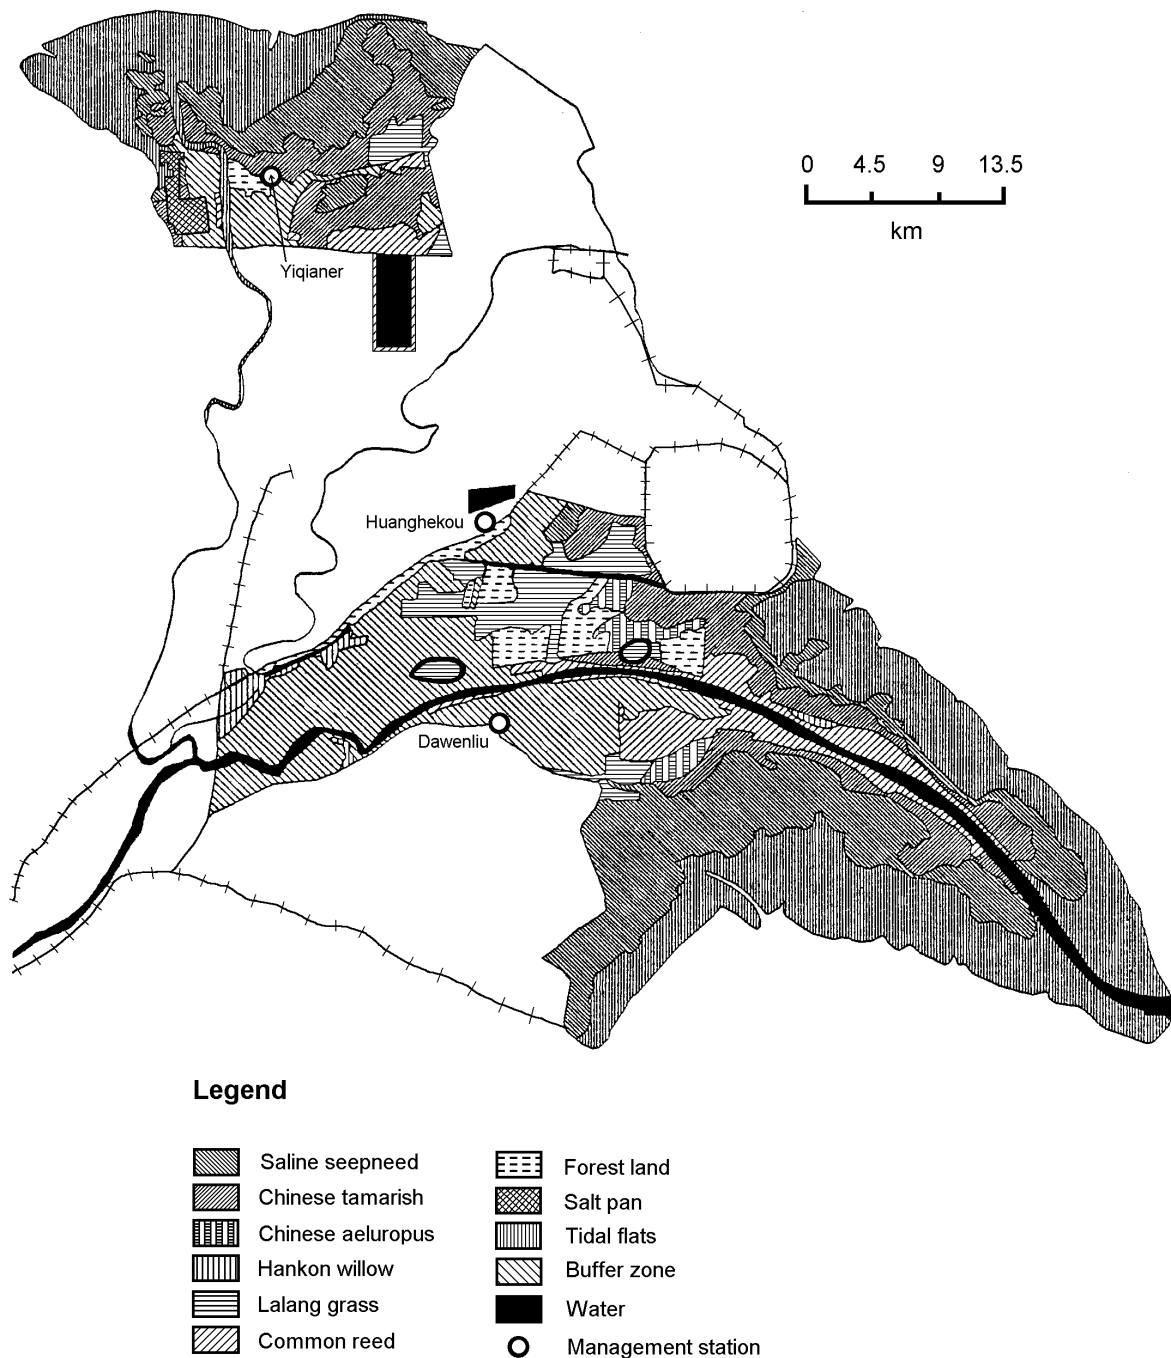 0 4.5 9 13.5
km
Yiqianer
Huanghekou
Dawenliu
Legend
Saline seepneed
Chinese tamarish
Chinese aeluropus
Hankon willow
Lalang grass
Common reed
Forest land
Salt pan
Tidal flats
Buffer zone
Water
Management station